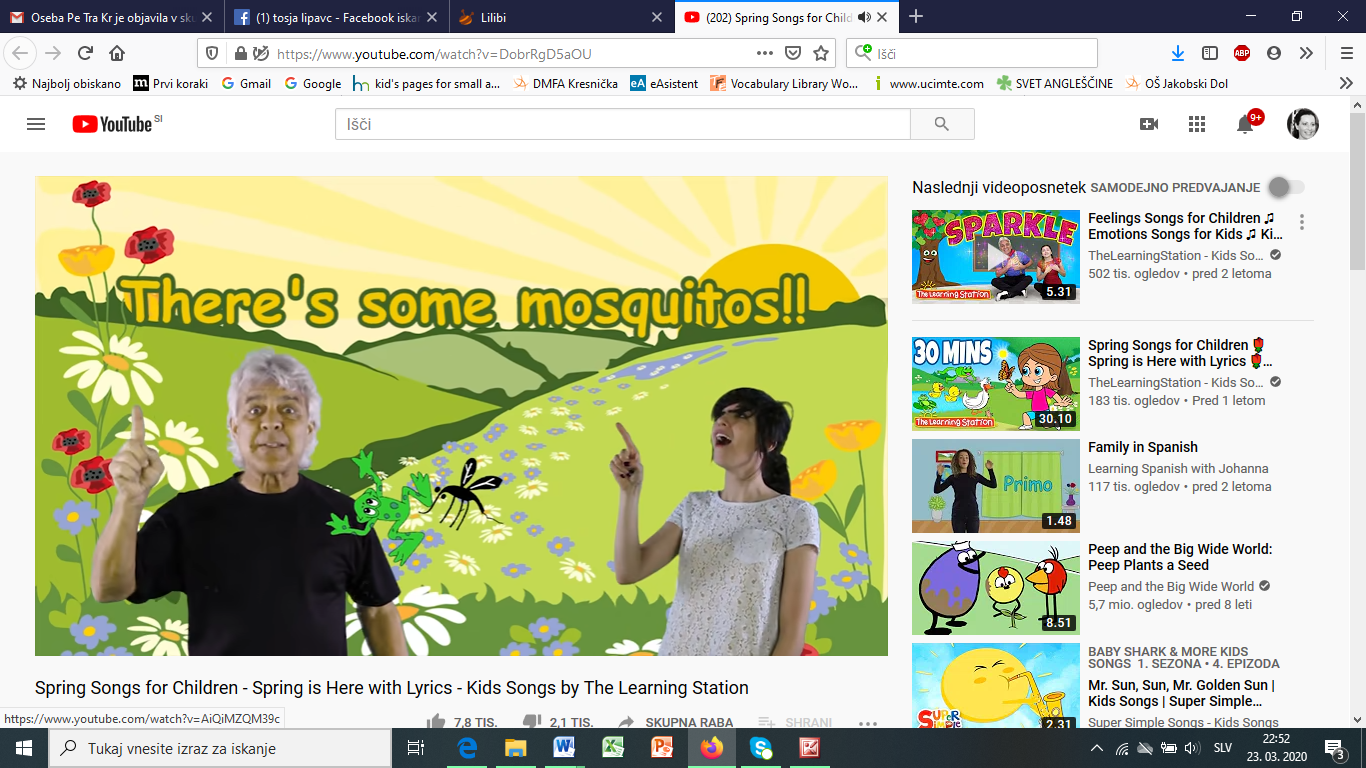 Oseba Pe Tra Kr je objavila v sku
(1) tosja lipavc - Facebook iskan
Lilibi
(202) Spring Songs for Child
https://www.youtube.com/watch?v=DobrRgD5aOU
Išči
Najbolj obiskano
Prvi koraki
Gmail
Google
kid's pages for small a...
DMFA Kresnička
eA eAsistent
Vocabulary Library Wo...
www.ucimte.com
SVET ANGLEŠČINE
OŠ Jakobski Dol
YouTube SI
Išči
9+
There's some mosquitos!!
Spring Songs for Children - Spring is Here with Lyrics - Kids Songs by The Learning Station
7,8 TIS.
2,1 TIS.
SKUPNA RABA
SHRANI
https://www.youtube.com/watch?v=AiQiMZQM39c
Naslednji videoposnetek
SAMODEJNO PREDVAJANJE
SPARKLE
The Learning Station
5.31
Feelings Songs for Children ♫
Emotions Songs for Kids ♫ Ki...
TheLearningStation - Kids So...
502 tis. ogledov • pred 2 letoma
30 MINS
The Learning Station
30.10
Spring Songs for Children 🌹
Spring is Here with Lyrics 🌹...
TheLearningStation - Kids So...
183 tis. ogledov • Pred 1 letom
Primo
1.48
Family in Spanish
Learning Spanish with Johanna
117 tis. ogledov • pred 2 letoma
8.51
Peep and the Big Wide World:
Peep Plants a Seed
Peep and the Big Wide World
5,7 mio. ogledov • pred 8 leti
SUPER
SIMPLE
2.31
BABY SHARK & MORE KIDS
SONGS 1. SEZONA • 4. EPIZODA
Mr. Sun, Sun, Mr. Golden Sun |
Kids Songs | Super Simple...
Super Simple Songs - Kids Songs
Tukaj vnesite izraz za iskanje
SLV
22:52
23. 03. 2020
3